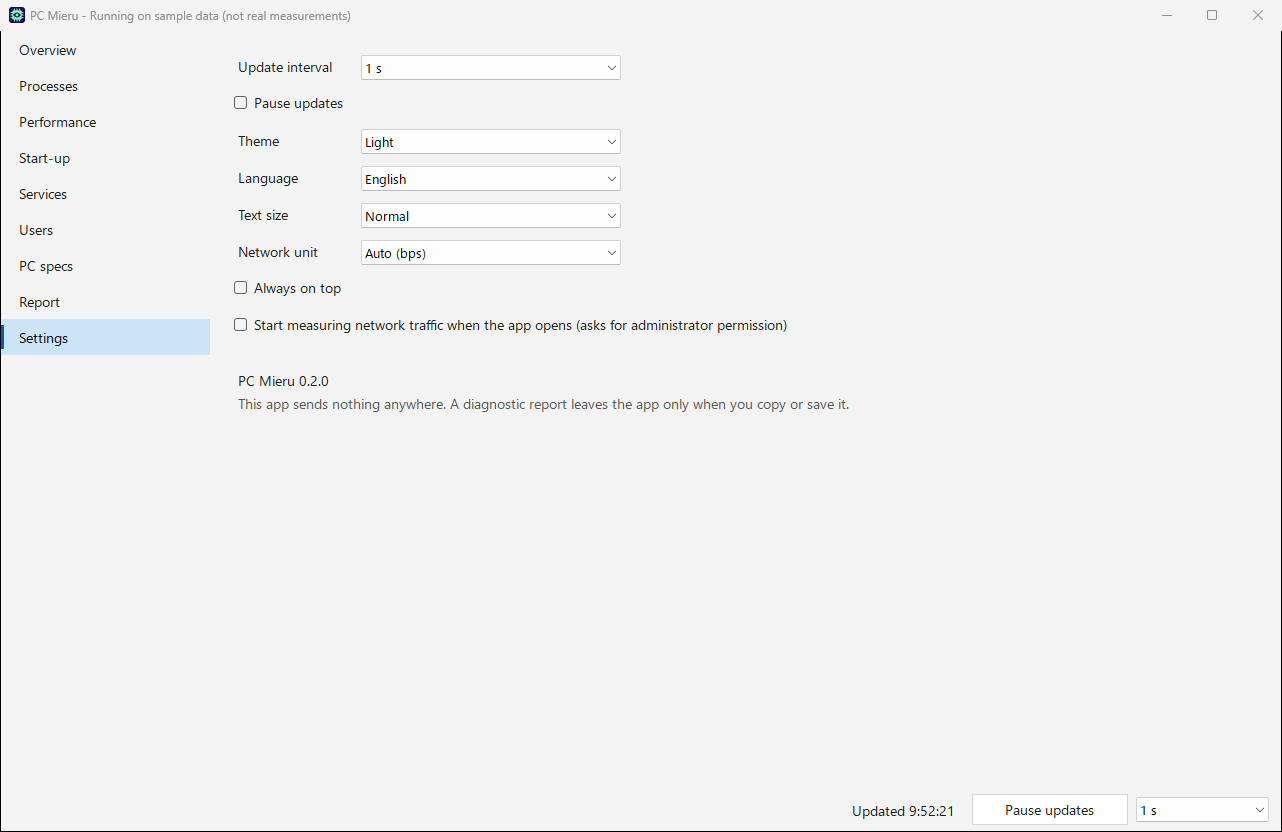 PC Mieru - Running on sample data (not real measurements)
Overview
Processes
Performance
Start-up
Services
Users
PC specs
Report
Settings
Update interval 1 s
Pause updates
Theme Light
Language English
Text size Normal
Network unit Auto (bps)
Always on top
Start measuring network traffic when the app opens (asks for administrator permission)
PC Mieru 0.2.0
This app sends nothing anywhere. A diagnostic report leaves the app only when you copy or save it.
Updated 9:52:21 Pause updates 1 s